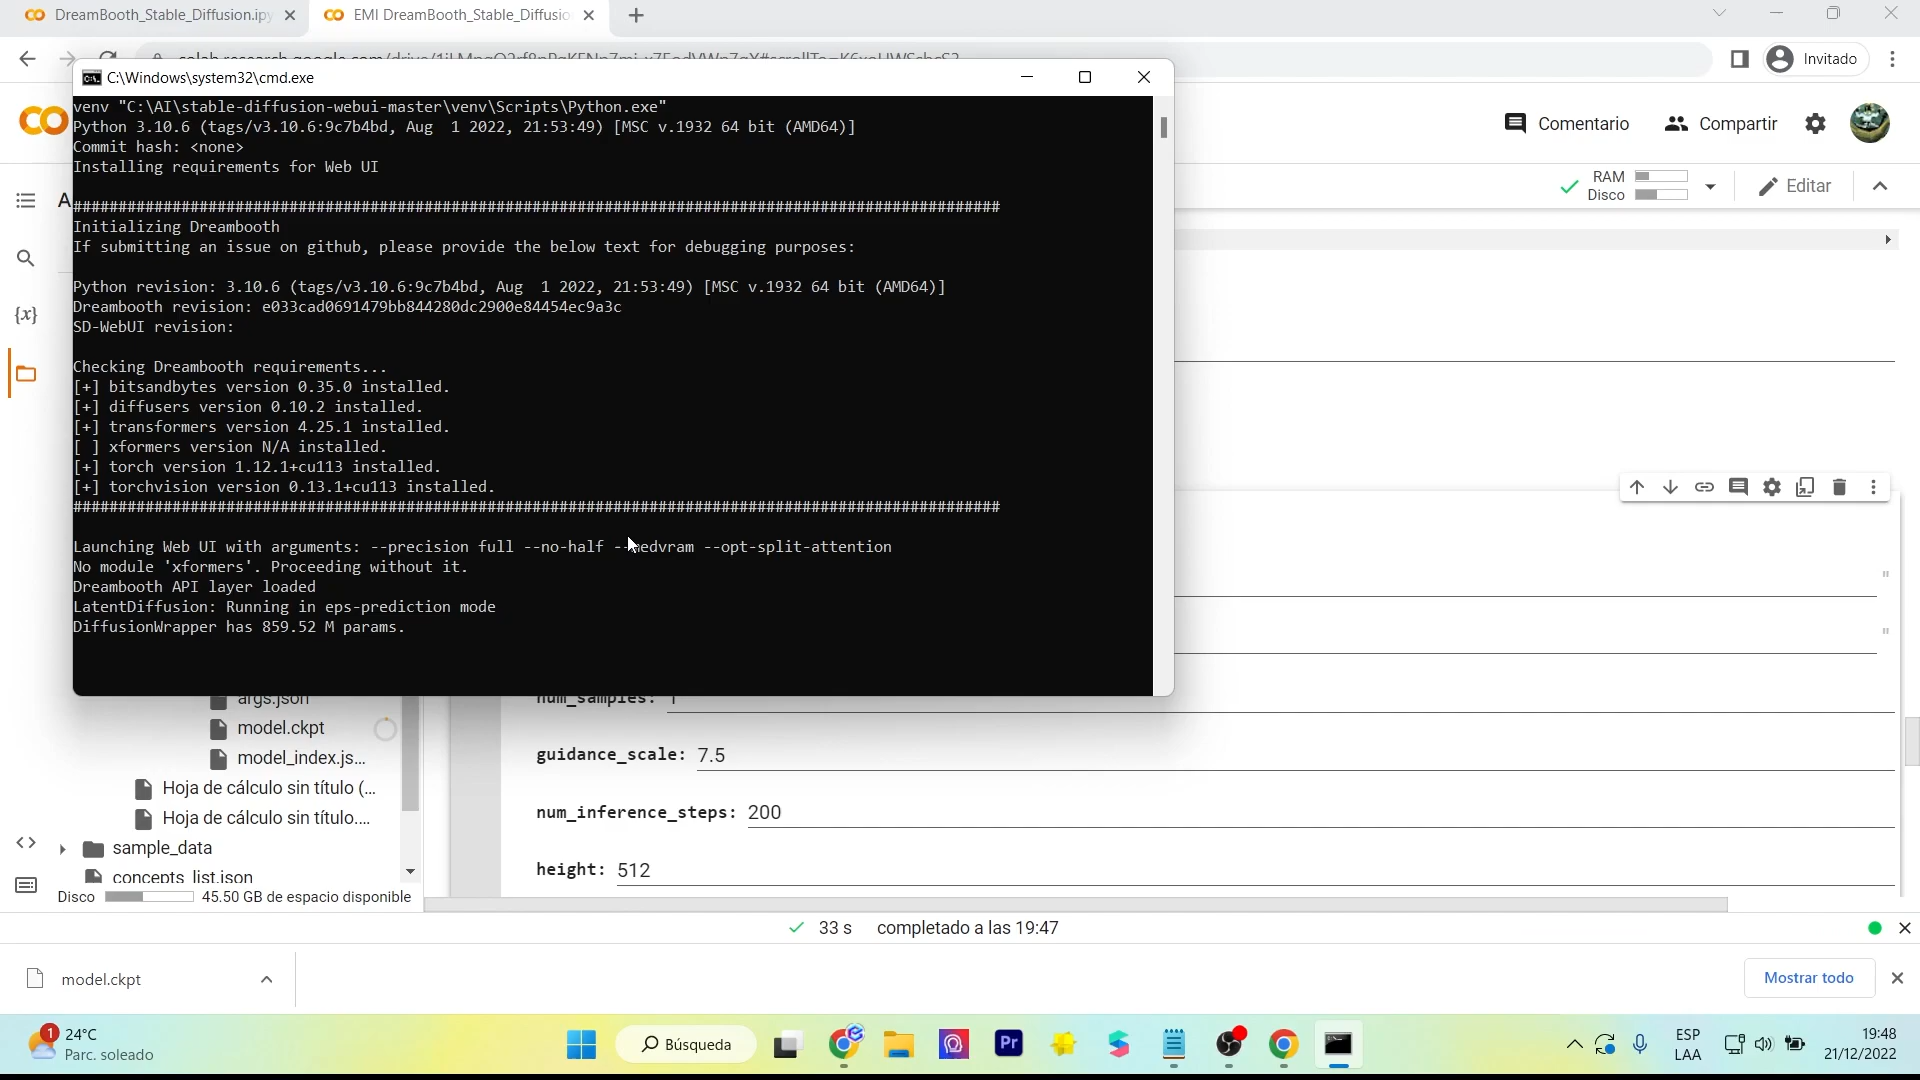 DreamBooth_Stable_Diffusion.ipy
EMI DreamBooth_Stable_Diffusio
Invitado
C:\Windows\system32\cmd.exe
Comentario
Compartir
RAM
Disco
Editar
A
{x}
venv "C:\AI\stable-diffusion-webui-master\venv\Scripts\Python.exe"
Python 3.10.6 (tags/v3.10.6:9c7b4bd, Aug  1 2022, 21:53:49) [MSC v.1932 64 bit (AMD64)]
Commit hash: <none>
Installing requirements for Web UI
#######################################################################################################
Initializing Dreambooth
If submitting an issue on github, please provide the below text for debugging purposes:
Python revision: 3.10.6 (tags/v3.10.6:9c7b4bd, Aug  1 2022, 21:53:49) [MSC v.1932 64 bit (AMD64)]
Dreambooth revision: e033cad0691479bb844280dc2900e84454ec9a3c
SD-WebUI revision:
Checking Dreambooth requirements...
[+] bitsandbytes version 0.35.0 installed.
[+] diffusers version 0.10.2 installed.
[+] transformers version 4.25.1 installed.
[ ] xformers version N/A installed.
[+] torch version 1.12.1+cu113 installed.
[+] torchvision version 0.13.1+cu113 installed.
#######################################################################################################
Launching Web UI with arguments: --precision full --no-half --medvram --opt-split-attention
No module 'xformers'. Proceeding without it.
Dreambooth API layer loaded
LatentDiffusion: Running in eps-prediction mode
DiffusionWrapper has 859.52 M params.
"
"
args.json
model.ckpt
model_index.js...
Hoja de cálculo sin título (...
Hoja de cálculo sin título....
sample_data
concepts_list.json
Disco
45.50 GB de espacio disponible
num_samples: 1
guidance_scale: 7.5
num_inference_steps: 200
height: 512
33 s completado a las 19:47
model.ckpt
Mostrar todo
1
24°C
Parc. soleado
Búsqueda
Pr
ESP
LAA
19:48
21/12/2022